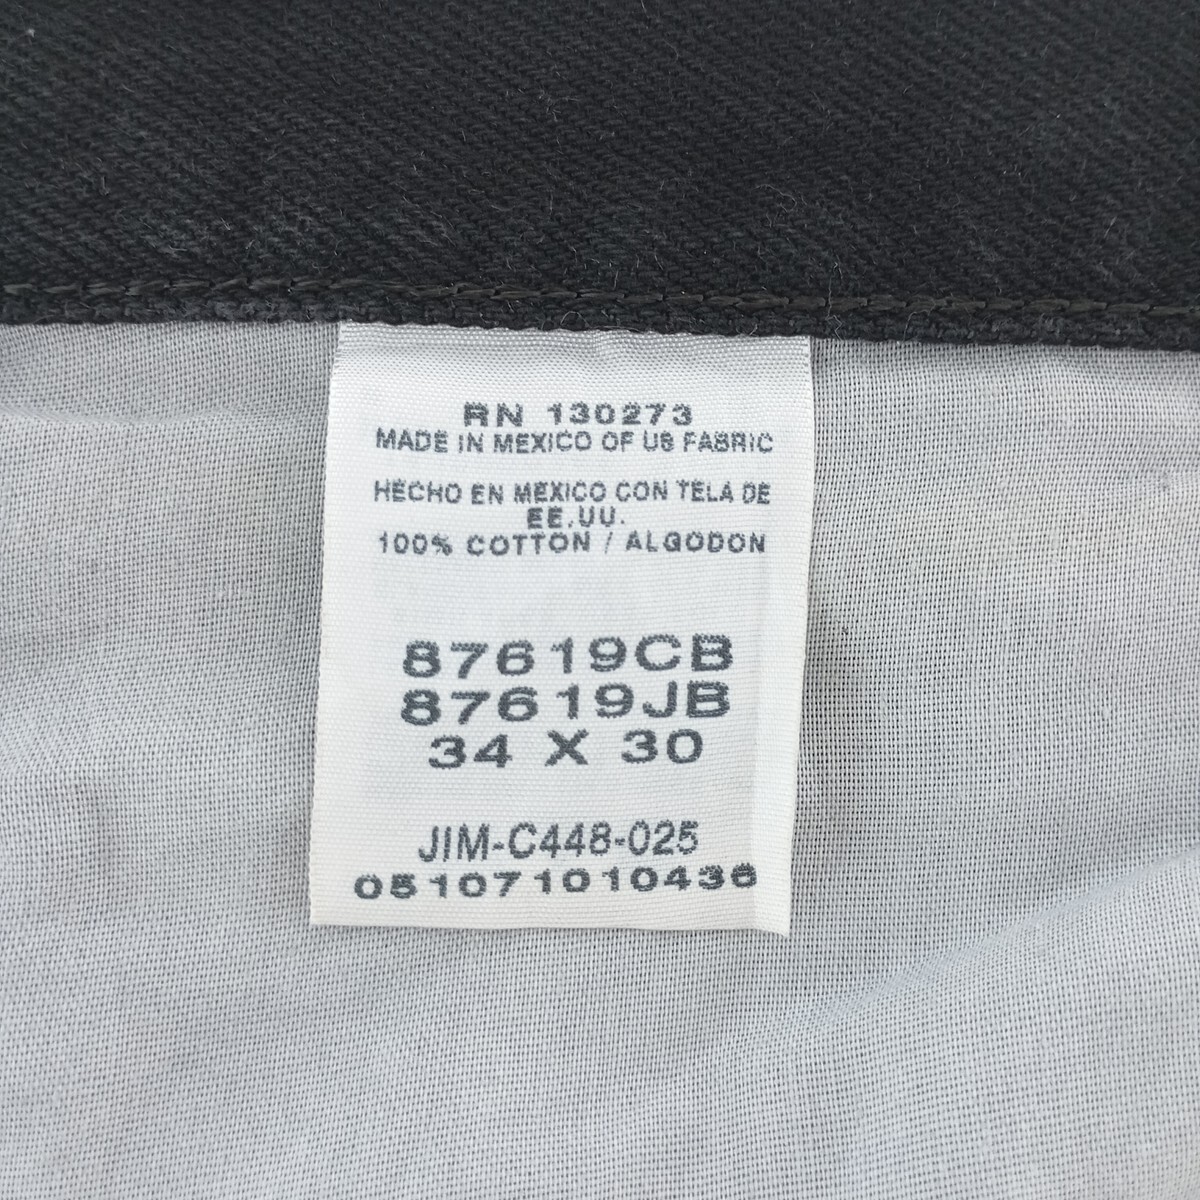 RN 130273
MADE IN MEXICO OF US FABRIC
HECHO EN MEXICO CON TELA DE
EE.UU.
100% COTTON / ALGODON
87619CB
87619JB
34 X 30
JIM-C448-025
051071010436